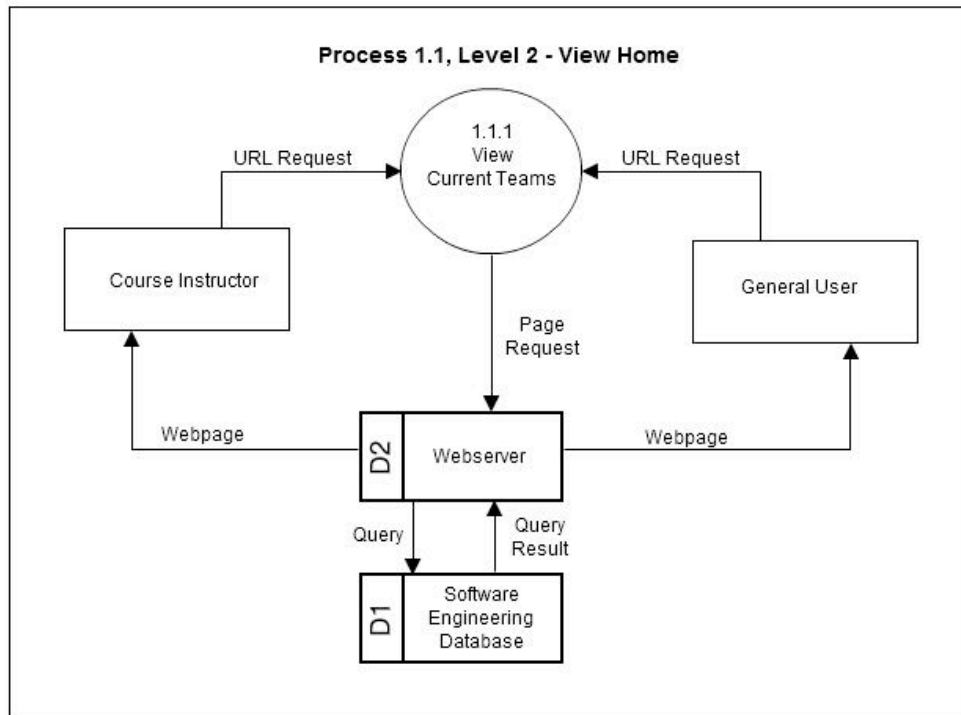 Process 1.1, Level 2 - View Home
1.1.1
View
Current Teams
URL Request
URL Request
Course Instructor
General User
Page
Request
Webpage
D2
Webserver
Webpage
Query
Query
Result
D1
Software
Engineering
Database